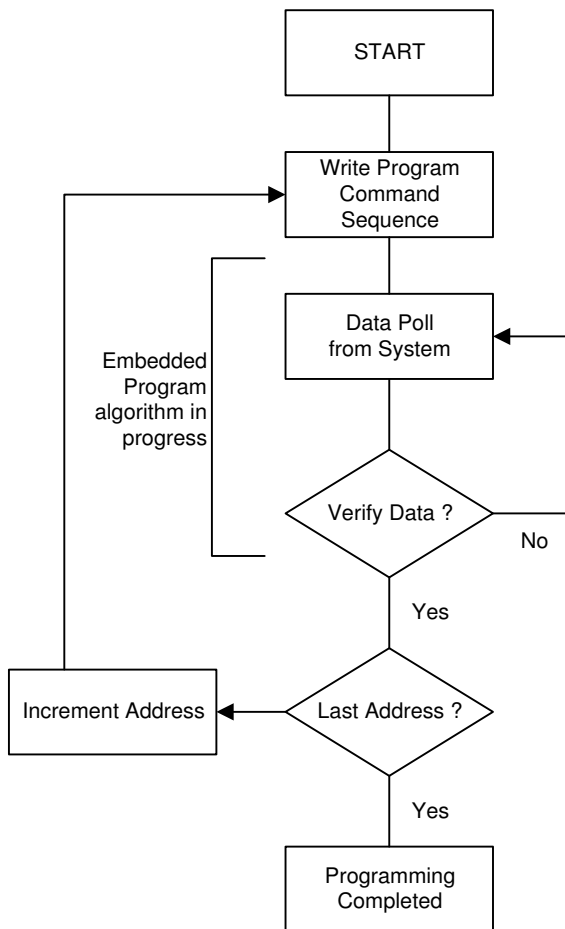 START
Write Program
Command
Sequence
Embedded
Program
algorithm in
progress
Data Poll
from System
Verify Data ?
No
Yes
Increment Address
Last Address ?
Yes
Programming
Completed